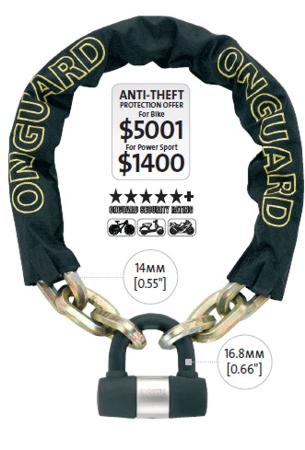 ONGUARD
ONGUARD
ANTI-THEFT
PROTECTION OFFER
For Bike
$5001
For Power Sport
$1400
★★★★★+
ONGUARD SECURITY RATING
14MM
[0.55"]
16.8MM
[0.66"]